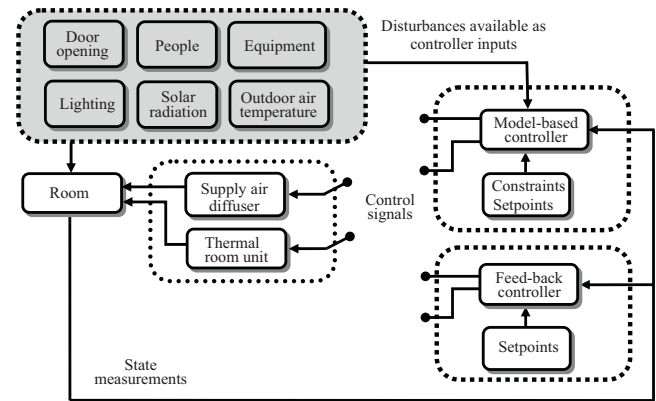 Door
opening
People
Equipment
Lighting
Solar
radiation
Outdoor air
temperature
Disturbances available as
controller inputs
Model-based
controller
Constraints
Setpoints
Room
Supply air
diffuser
Thermal
room unit
Control
signals
Feed-back
controller
Setpoints
State
measurements